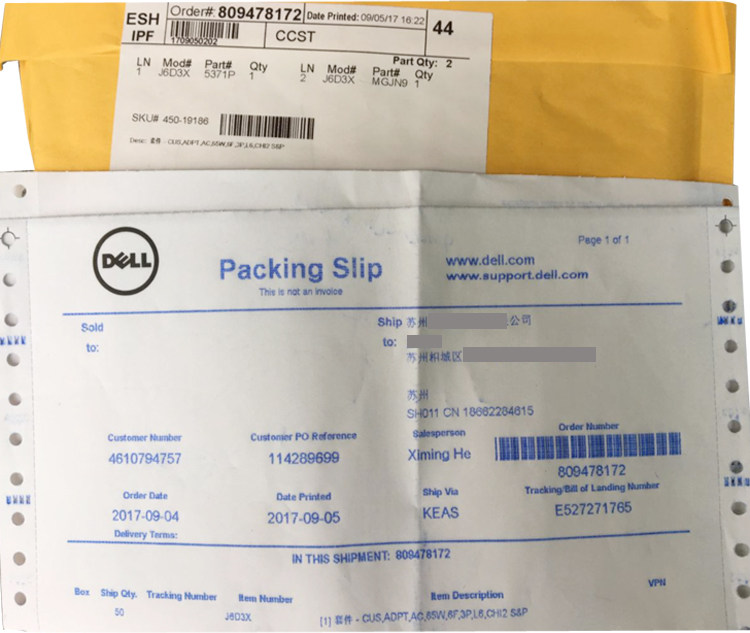 ESH Order#: 809478172 Date Printed: 09/05/17 16:22 44
IPF 1709050202 CCST
Part Qty: 2
LN Mod# Part# Qty LN Mod# Part# Qty
1 J6D3X 5371P 1 2 J6D3X MGJN9 1
SKU# 450-19186
Desc: 套件 - CUS,ADPT,AC,65W,6F,3P,L6,CHI2 S&P
Page 1 of 1
DELL Packing Slip www.dell.com
This is not an invoice www.support.dell.com
Sold Ship 苏州 公司
to: to:
苏州相城区
苏州
SH011 CN 18662284615
Customer Number Customer PO Reference Salesperson Order Number
4610794757 114289699 Ximing He
809478172
Order Date Date Printed Ship Via Tracking/Bill of Landing Number
2017-09-04 2017-09-05 KEAS E527271765
Delivery Terms:
IN THIS SHIPMENT: 809478172
Box Ship Qty. Tracking Number Item Number Item Description VPN
50 J6D3X [1] 套件 - CUS,ADPT,AC,65W,6F,3P,L6,CHI2 S&P